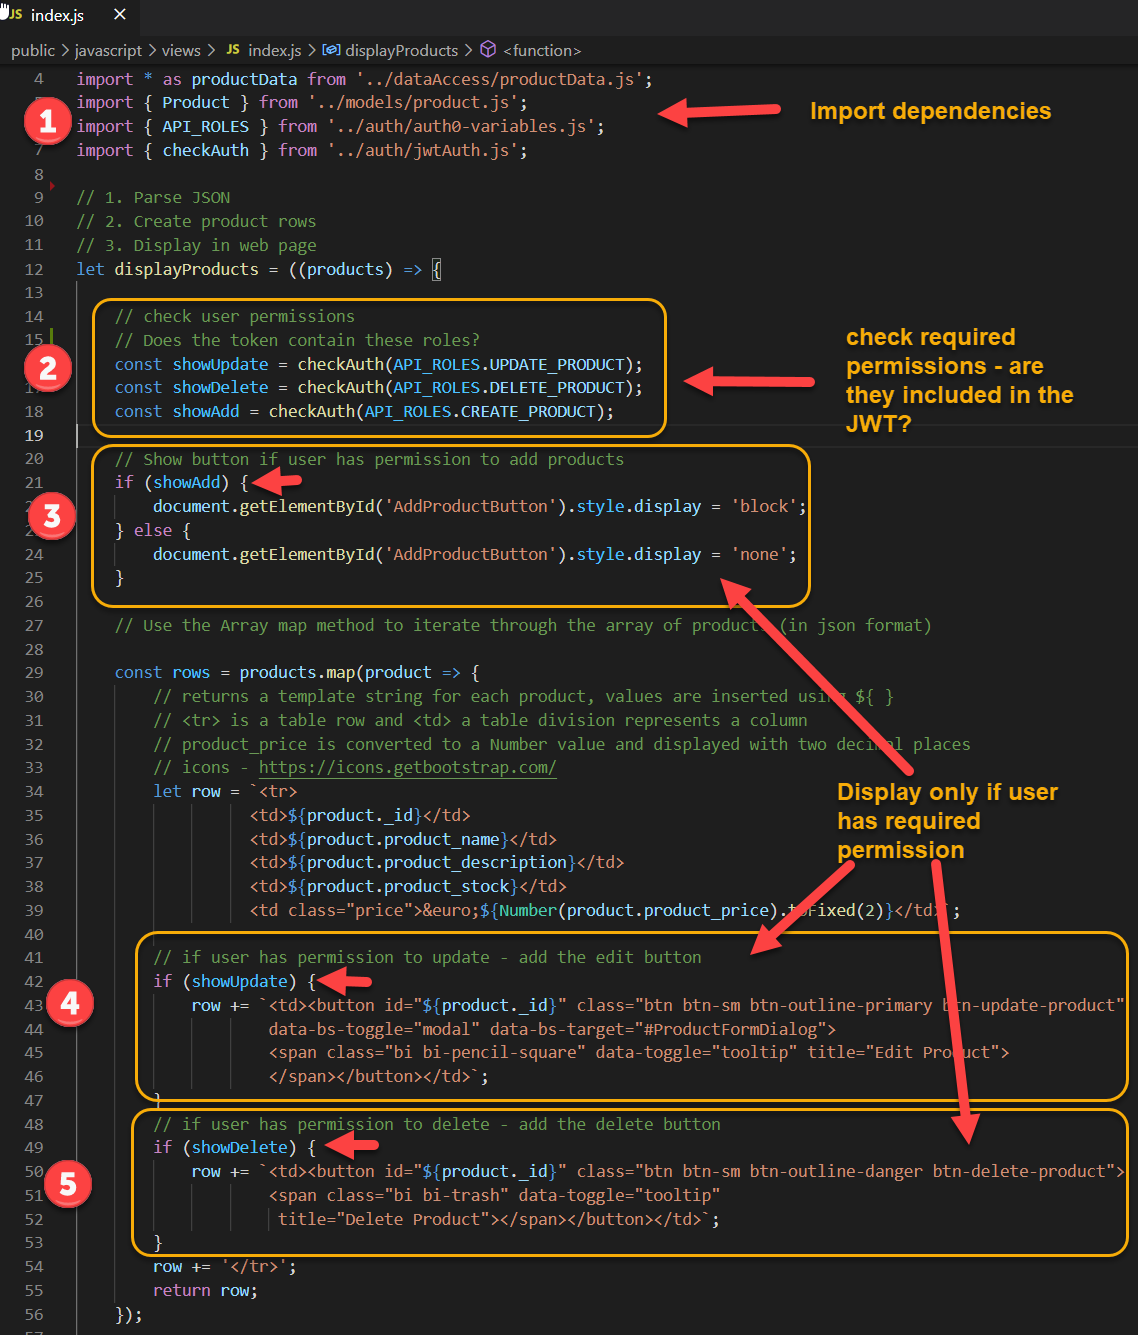 JS index.js ×
public > javascript > views > JS index.js > displayProducts > <function>
4 import * as productData from '../dataAccess/productData.js';
import { Product } from '../models/product.js';
1 import { API_ROLES } from '../auth/auth0-variables.js';
7 import { checkAuth } from '../auth/jwtAuth.js';
Import dependencies
8
9 // 1. Parse JSON
10 // 2. Create product rows
11 // 3. Display in web page
12 let displayProducts = ((products) => {
13
14 // check user permissions
15 // Does the token contain these roles?
2 const showUpdate = checkAuth(API_ROLES.UPDATE_PRODUCT);
const showDelete = checkAuth(API_ROLES.DELETE_PRODUCT);
18 const showAdd = checkAuth(API_ROLES.CREATE_PRODUCT);
check required
permissions - are
they included in the
JWT?
19
20 // Show button if user has permission to add products
21 if (showAdd) {
3 document.getElementById('AddProductButton').style.display = 'block';
} else {
24 document.getElementById('AddProductButton').style.display = 'none';
25 }
26
27 // Use the Array map method to iterate through the array of product (in json format)
28
29 const rows = products.map(product => {
30 // returns a template string for each product, values are inserted using ${ }
31 // <tr> is a table row and <td> a table division represents a column
32 // product_price is converted to a Number value and displayed with two decimal places
33 // icons - https://icons.getbootstrap.com/
34 let row = `<tr>
35 <td>${product._id}</td>
36 <td>${product.product_name}</td>
37 <td>${product.product_description}</td>
38 <td>${product.product_stock}</td>
39 <td class="price">&euro;${Number(product.product_price).toFixed(2)}</td>`;
Display only if user
has required
permission
40
41 // if user has permission to update - add the edit button
42 if (showUpdate) {
4
43 row += `<td><button id="${product._id}" class="btn btn-sm btn-outline-primary btn-update-product"
44 data-bs-toggle="modal" data-bs-target="#ProductFormDialog">
45 <span class="bi bi-pencil-square" data-toggle="tooltip" title="Edit Product">
46 </span></button></td>`;
47 }
48 // if user has permission to delete - add the delete button
49 if (showDelete) {
50 row += `<td><button id="${product._id}" class="btn btn-sm btn-outline-danger btn-delete-product">
5
51 <span class="bi bi-trash" data-toggle="tooltip"
52 title="Delete Product"></span></button></td>`;
53 }
54 row += '</tr>';
55 return row;
56 });